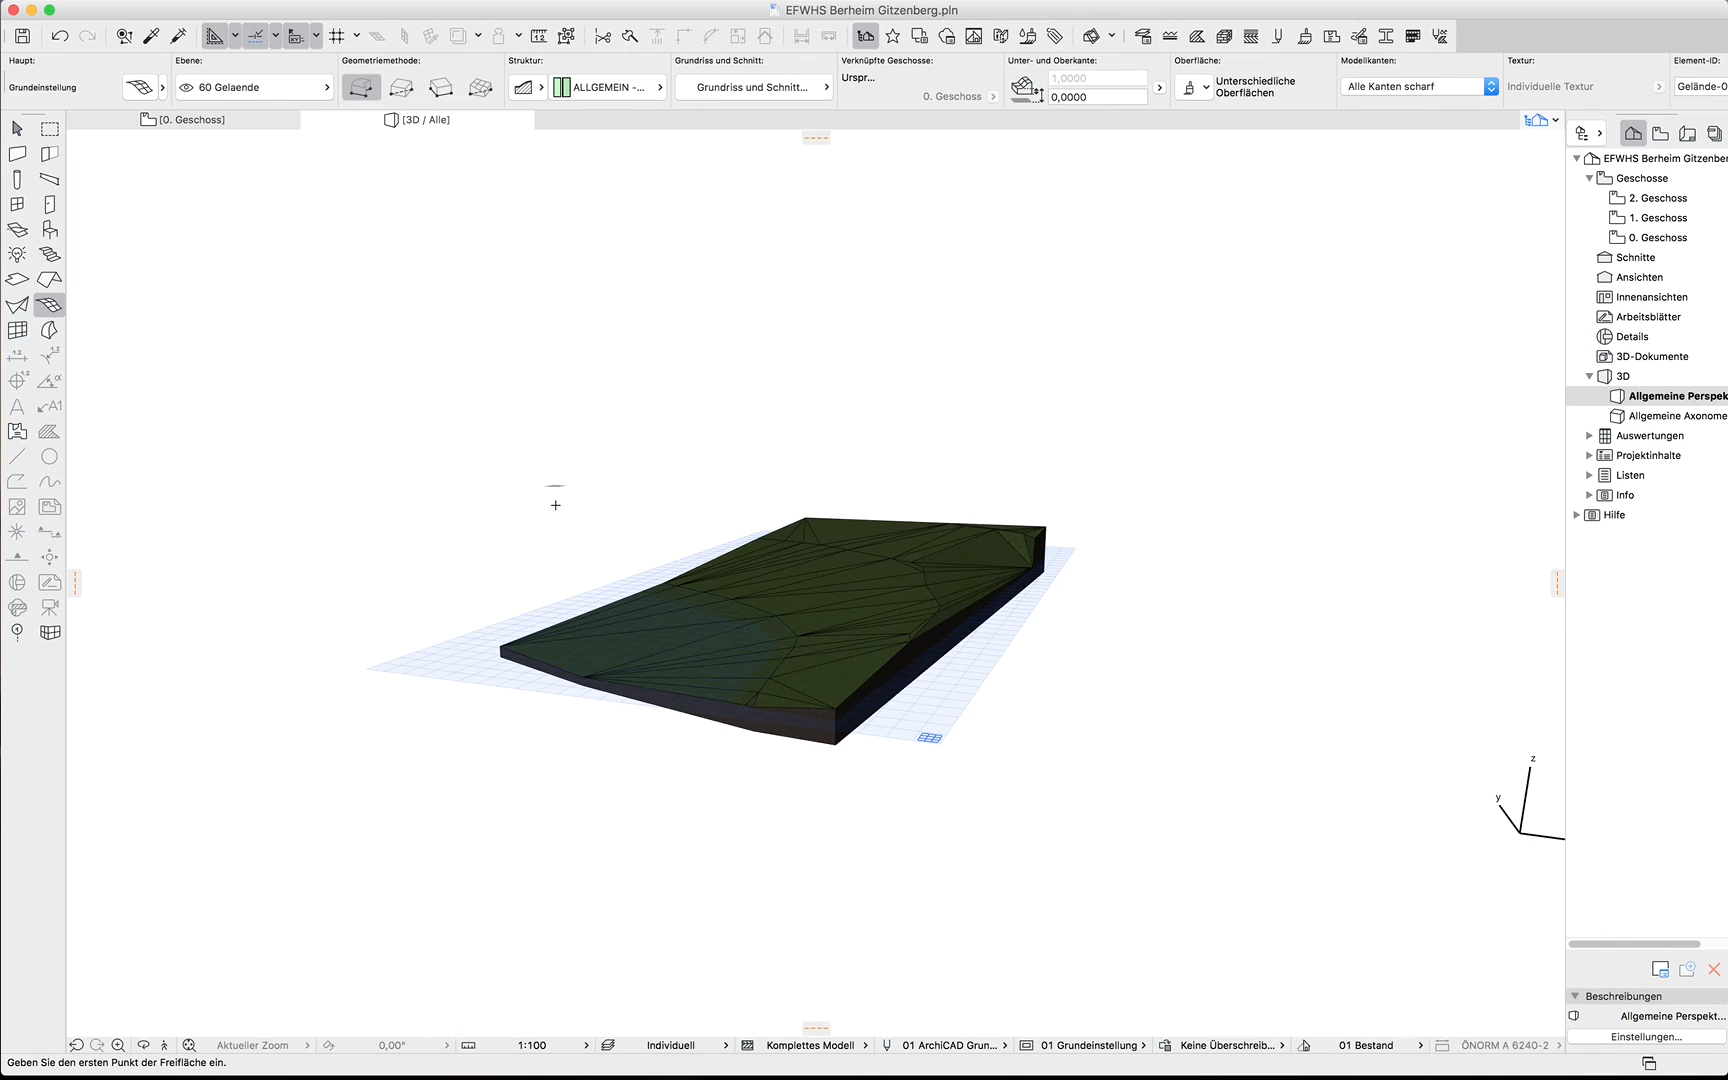 EFWHS Berheim Gitzenberg.pln
Haupt:
Grundeinstellung
Ebene:
60 Gelaende
Geometriemethode:
Struktur:
ALLGEMEIN -...
Grundriss und Schnitt:
Grundriss und Schnitt...
Verknüpfte Geschosse:
Urspr...
0. Geschoss
Unter- und Oberkante:
1,0000
0,0000
Oberfläche:
Unterschiedliche
Oberflächen
Modelkanten:
Alle Kanten scharf
Textur:
Individuelle Textur
Element-ID:
Gelände-0
[0. Geschoss]
[3D / Alle]
EFWHS Berheim Gitzenber
Geschosse
2. Geschoss
1. Geschoss
0. Geschoss
Schnitte
Ansichten
Innenansichten
Arbeitsblätter
Details
3D-Dokumente
3D
Allgemeine Perspek
Allgemeine Axonome
Auswertungen
Projektinhalte
Listen
Info
Hilfe
z
y
Beschreibungen
Allgemeine Perspekt...
Einstellungen...
Aktueller Zoom
0,00°
1:100
Individuell
Komplettes Modell
01 ArchiCAD Grun...
01 Grundeinstellung
Keine Überschreib...
01 Bestand
ÖNORM A 6240-2
Geben Sie den ersten Punkt der Freifläche ein.